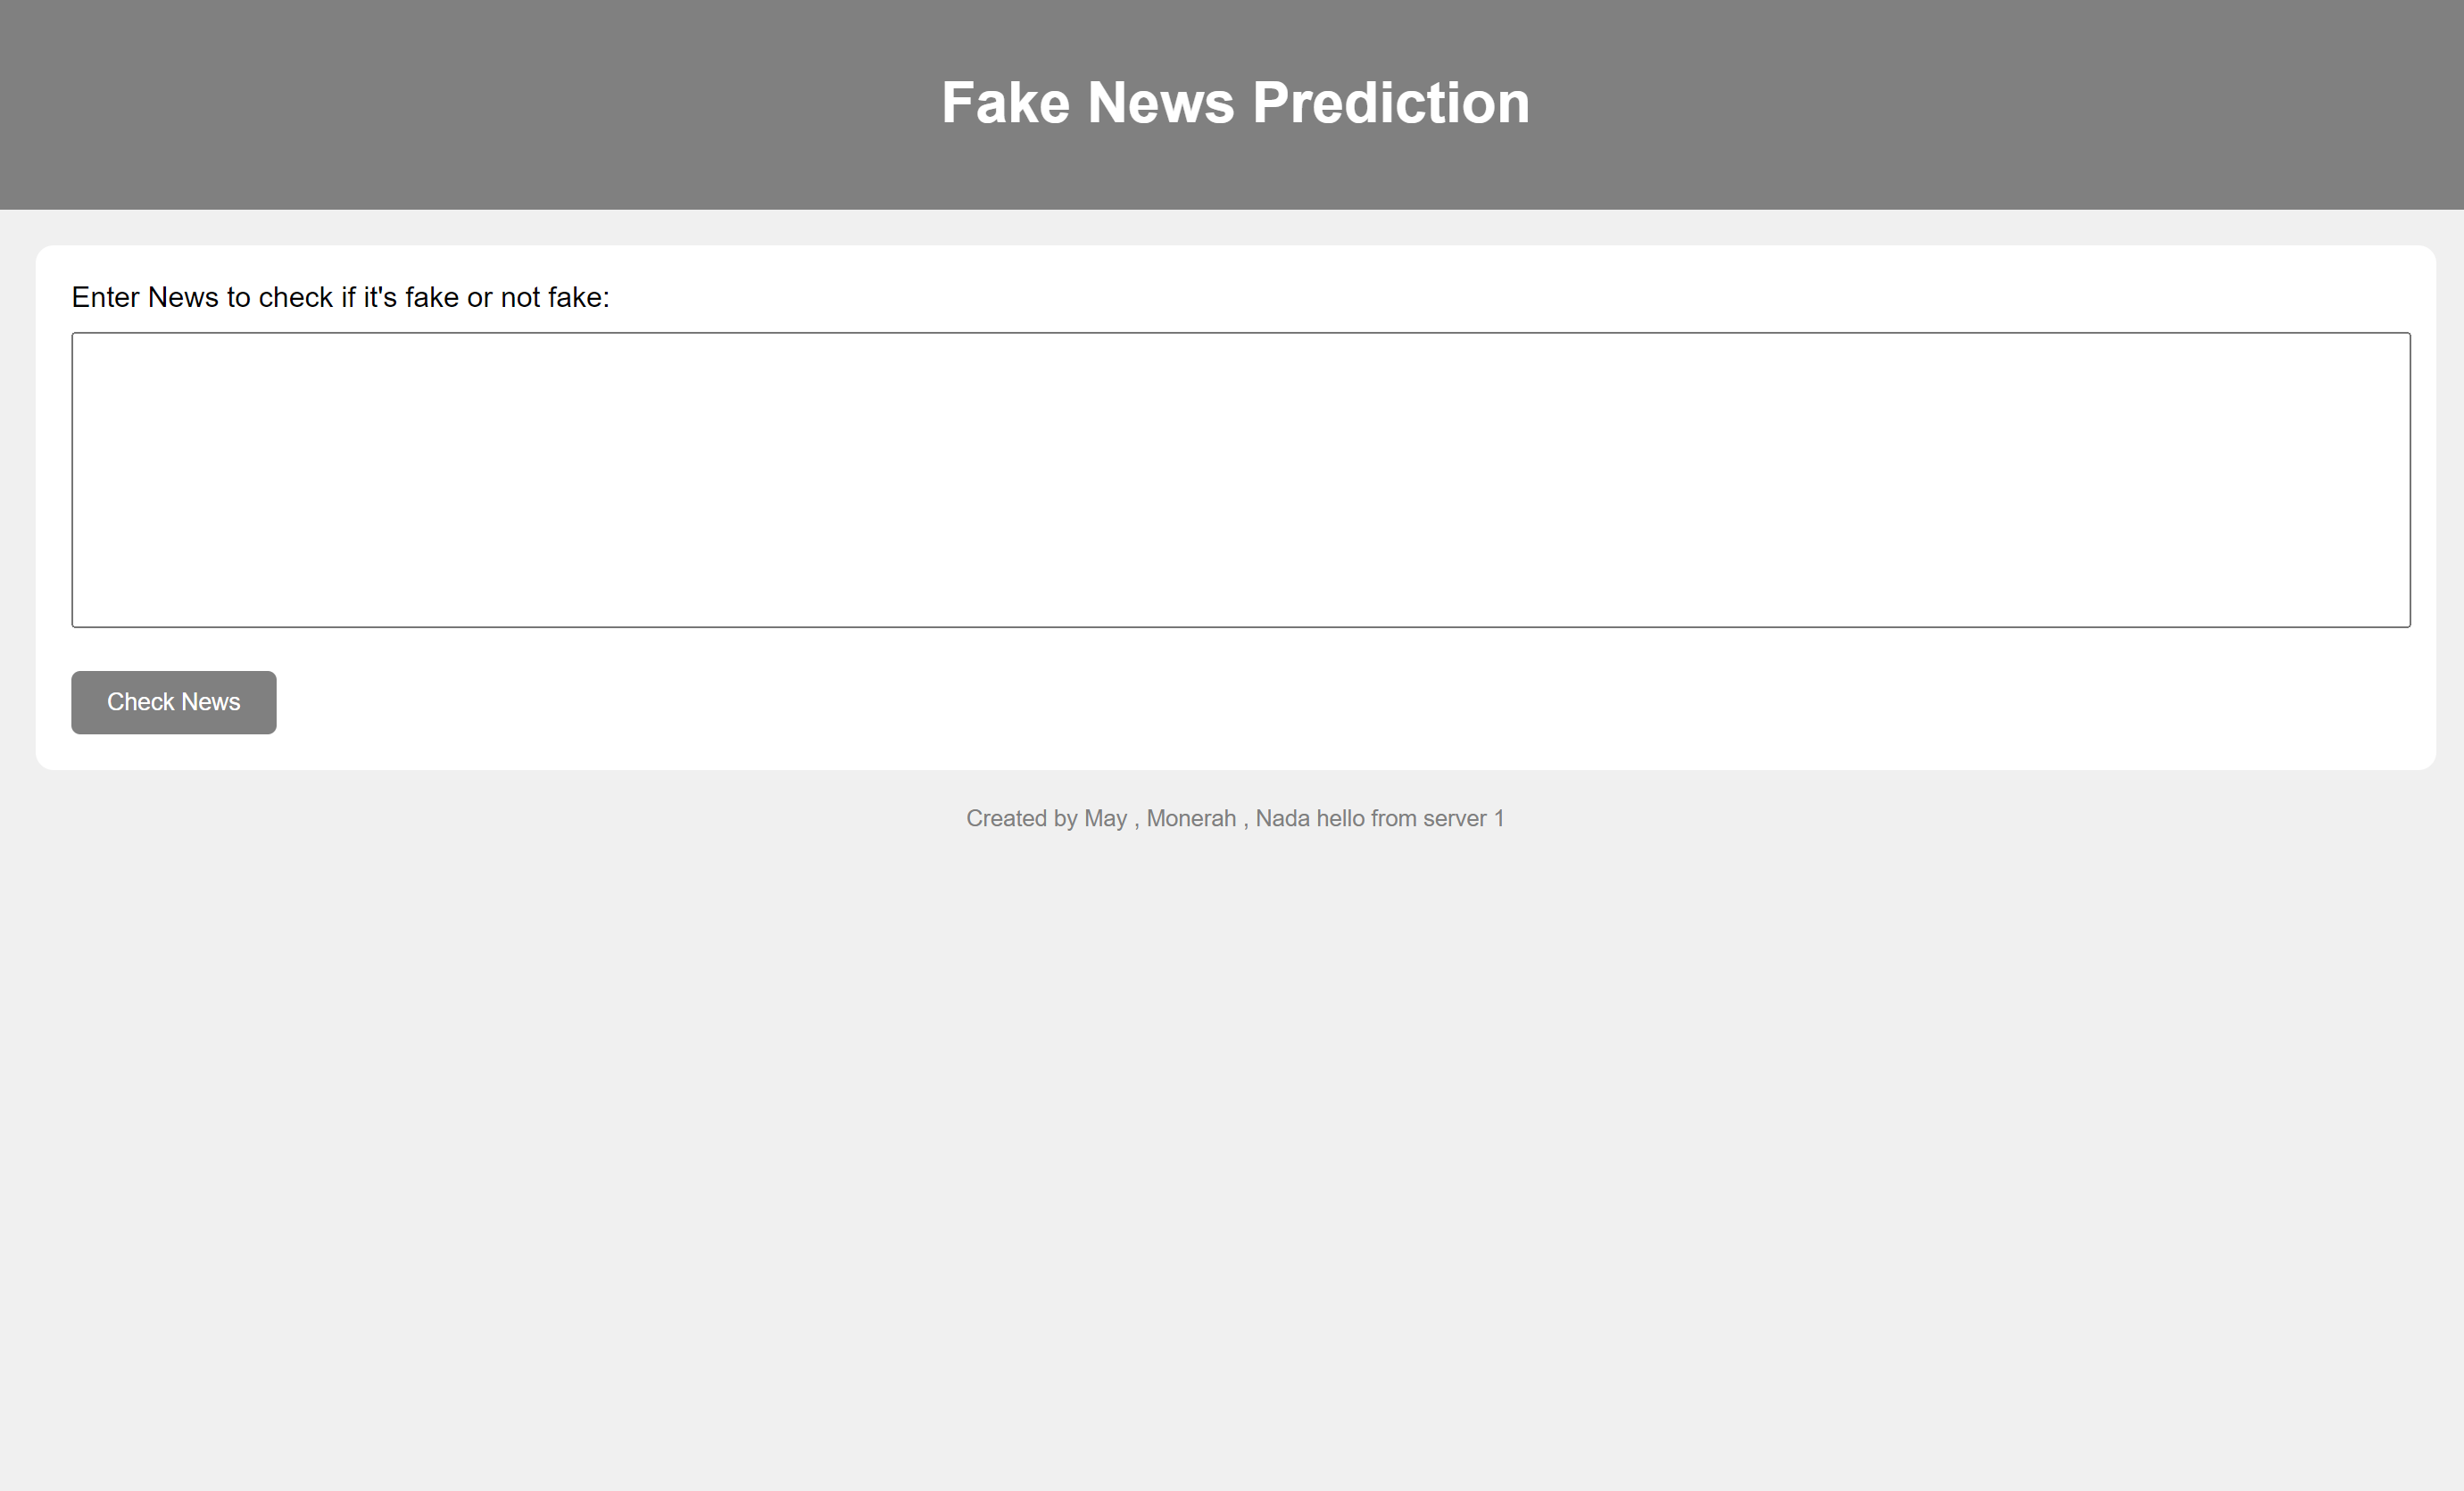 Fake News Prediction
Enter News to check if it's fake or not fake:
Check News
Created by May , Monerah , Nada hello from server 1